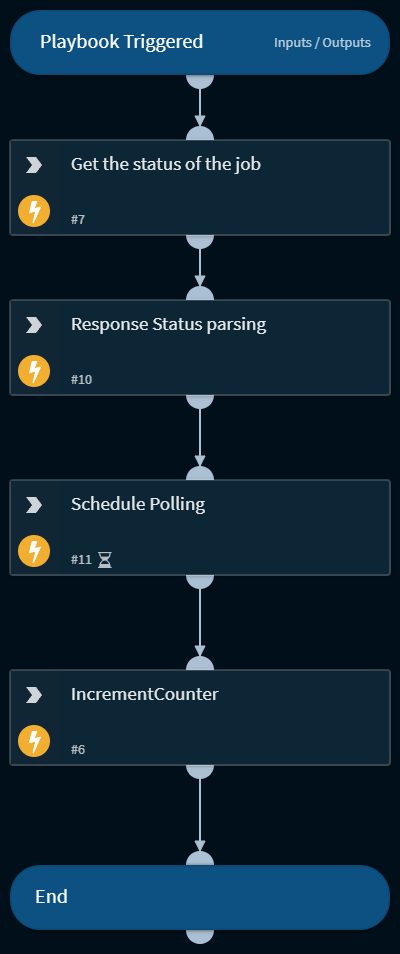 Playbook Triggered Inputs / Outputs
Get the status of the job
#7
Response Status parsing
#10
Schedule Polling
#11
IncrementCounter
#6
End